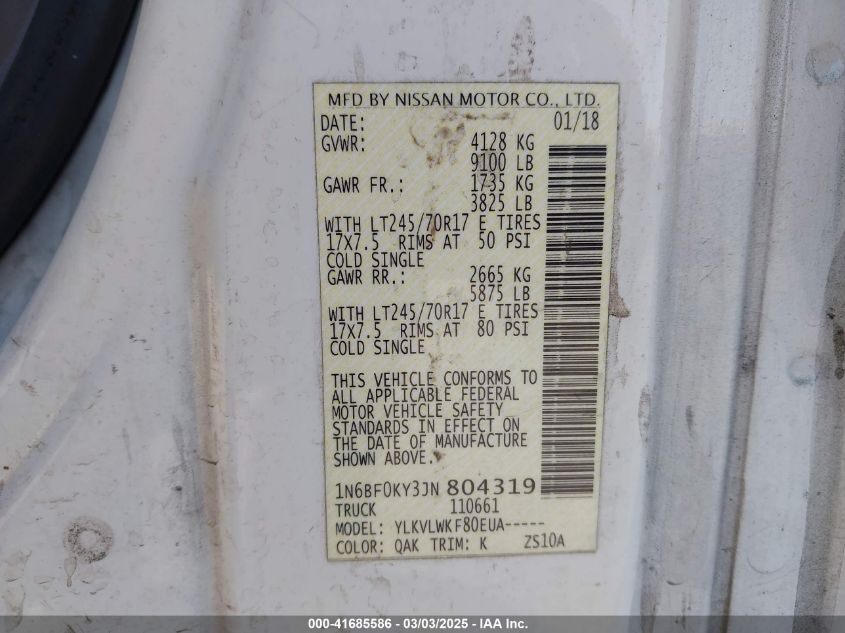 MFD BY NISSAN MOTOR CO., LTD.
DATE: 01/18
GVWR: 4128 KG
9100 LB
GAWR FR.: 1735 KG
3825 LB
WITH LT245/70R17 E TIRES
17X7.5 RIMS AT 50 PSI
COLD SINGLE
GAWR RR.: 2665 KG
5875 LB
WITH LT245/70R17 E TIRES
17X7.5 RIMS AT 80 PSI
COLD SINGLE
THIS VEHICLE CONFORMS TO
ALL APPLICABLE FEDERAL
MOTOR VEHICLE SAFETY
STANDARDS IN EFFECT ON
THE DATE OF MANUFACTURE
SHOWN ABOVE.
1N6BF0KY3JN 804319
TRUCK 110661
MODEL: YLKVLWKF80EUA-----
COLOR: QAK TRIM: K ZS10A
000-41685586 - 03/03/2025 - IAA Inc.